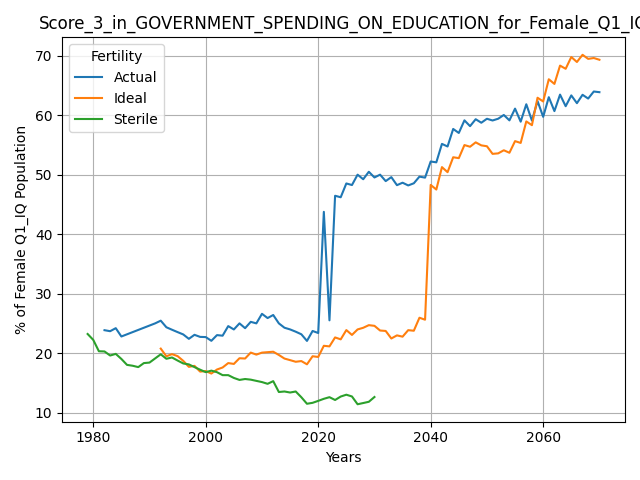 Score_3_in_GOVERNMENT_SPENDING_ON_EDUCATION_for_Female_Q1_IQ
Fertility
Actual
Ideal
Sterile
% of Female Q1_IQ Population
70
60
50
40
30
20
10
1980 2000 2020 2040 2060
Years